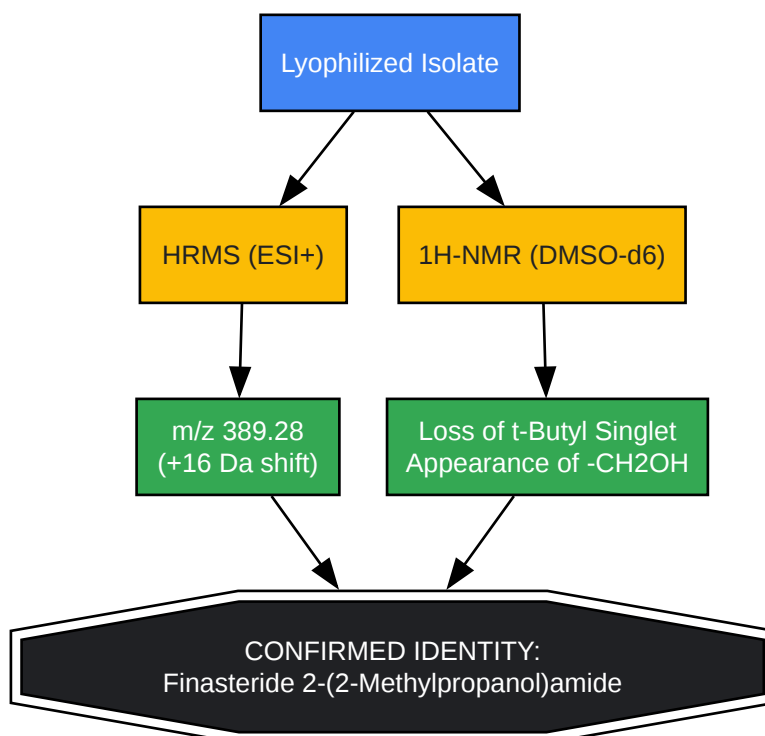 Lyophilized Isolate
HRMS (ESI+)
1H-NMR (DMSO-d6)
m/z 389.28
(+16 Da shift)
Loss of t-Butyl Singlet
Appearance of -CH2OH
CONFIRMED IDENTITY:
Finasteride 2-(2-Methylpropanol)amide